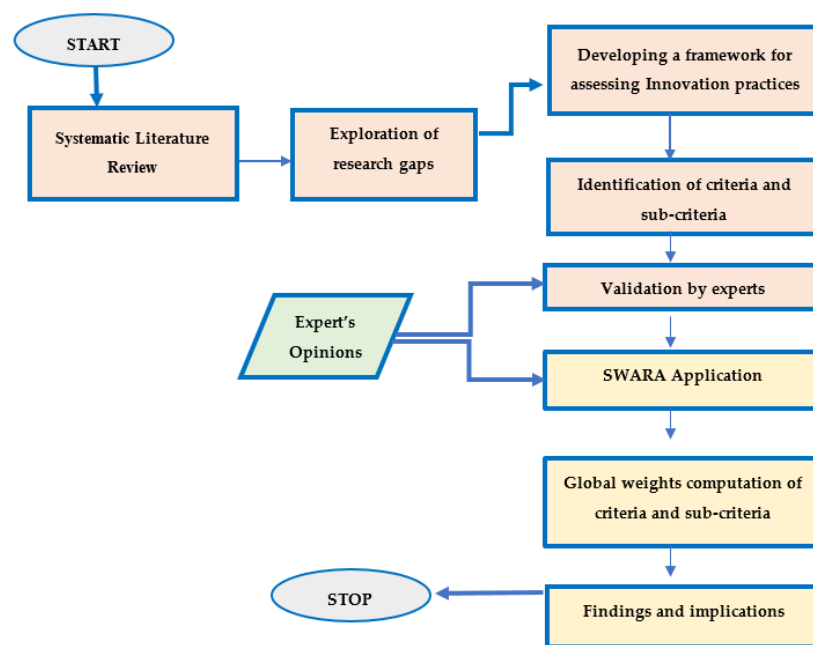 START
Systematic Literature
Review
Exploration of
research gaps
Developing a framework for
assessing Innovation practices
Identification of criteria and
sub-criteria
Validation by experts
Expert's
Opinions
SWARA Application
Global weights computation of
criteria and sub-criteria
Findings and implications
STOP